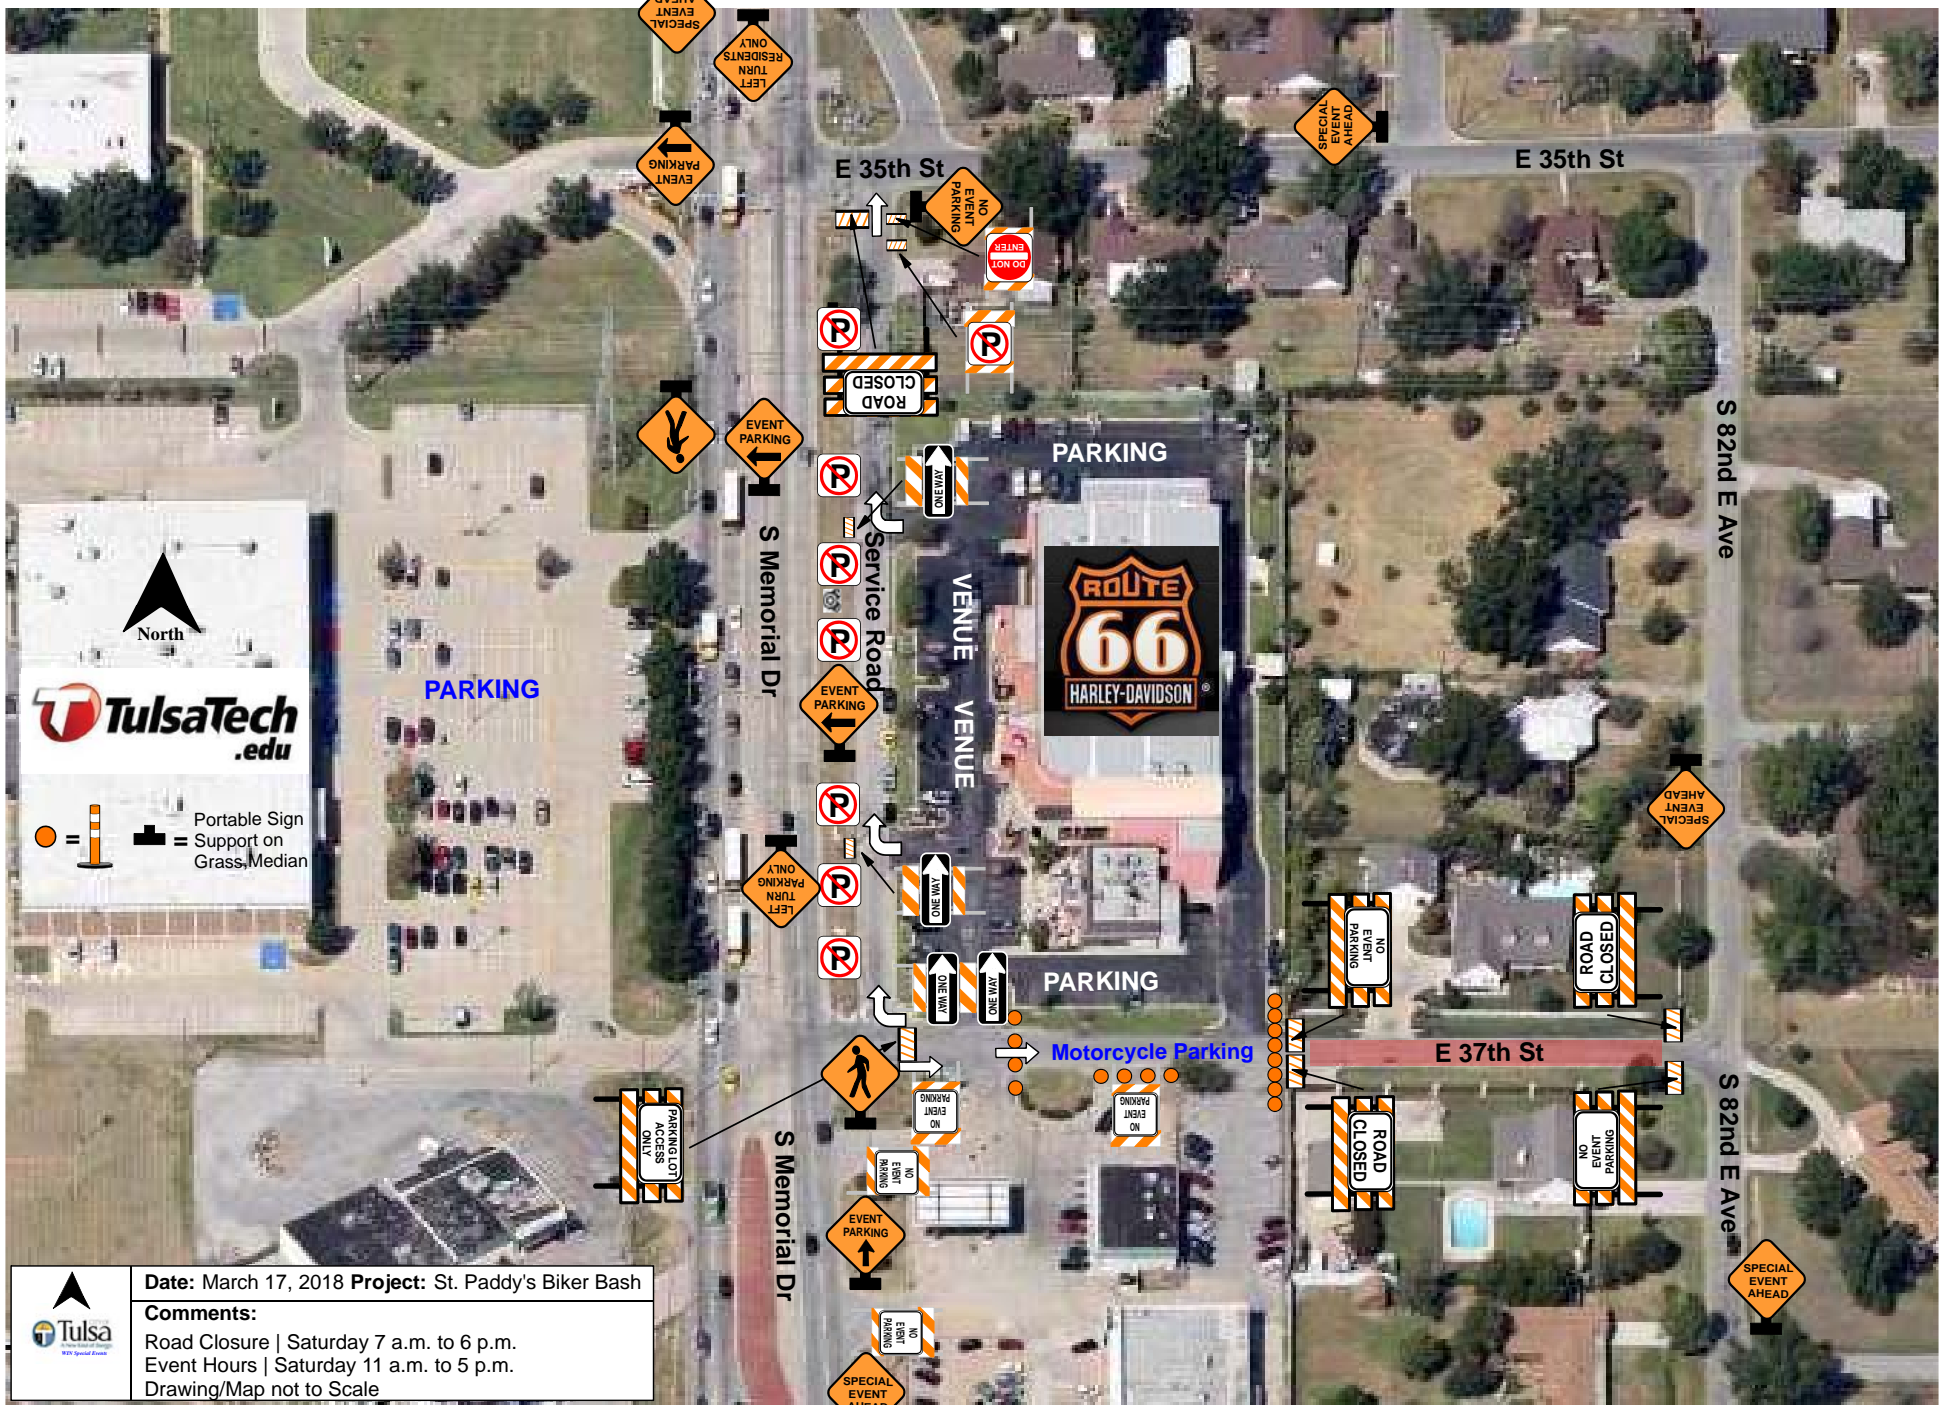 SPECIAL
EVENT
AHEAD
LEFT
TURN
RESIDENTS
ONLY
EVENT
PARKING
E 35th St
NO
EVENT
PARKING
DO NOT
ENTER
SPECIAL
EVENT
AHEAD
E 35th St
P
P
ROAD
CLOSED
EVENT
PARKING
P
ONE WAY
PARKING
S 82nd E Ave
S Memorial Dr
P
Service Road
VENUE
ROUTE
66
HARLEY-DAVIDSON
®
North
P
TulsaTech
.edu
PARKING
EVENT
PARKING
VENUE
SPECIAL
EVENT
AHEAD
P
= 
= Portable Sign
Support on
Grass,Median
LEFT
TURN
PARKING
ONLY
P
ONE WAY
NO
EVENT
PARKING
ROAD
CLOSED
P
ONE WAY
ONE WAY
PARKING
Motorcycle Parking
E 37th St
NO
EVENT
PARKING
NO
EVENT
PARKING
PARKING LOT
ACCESS
ONLY
ROAD
CLOSED
NO
EVENT
PARKING
S 82nd E Ave
S Memorial Dr
NO
EVENT
PARKING
EVENT
PARKING
SPECIAL
EVENT
AHEAD
NO
EVENT
PARKING
SPECIAL
EVENT
AHEAD
Tulsa
WIN Special Events
Date: March 17, 2018 Project: St. Paddy's Biker Bash
Comments:
Road Closure | Saturday 7 a.m. to 6 p.m.
Event Hours | Saturday 11 a.m. to 5 p.m.
Drawing/Map not to Scale